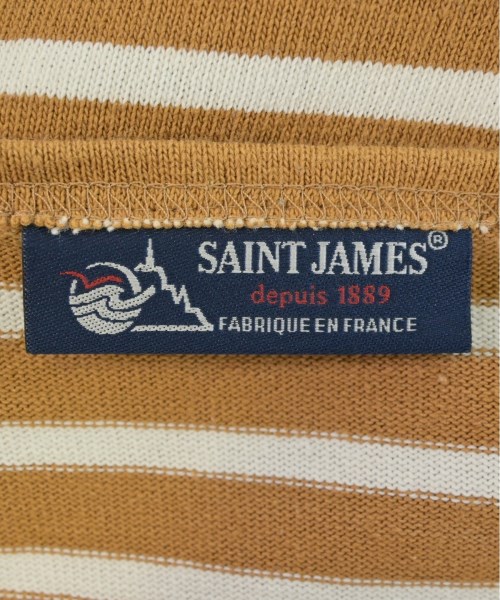 SAINT JAMES®
depuis 1889
FABRIQUE EN FRANCE